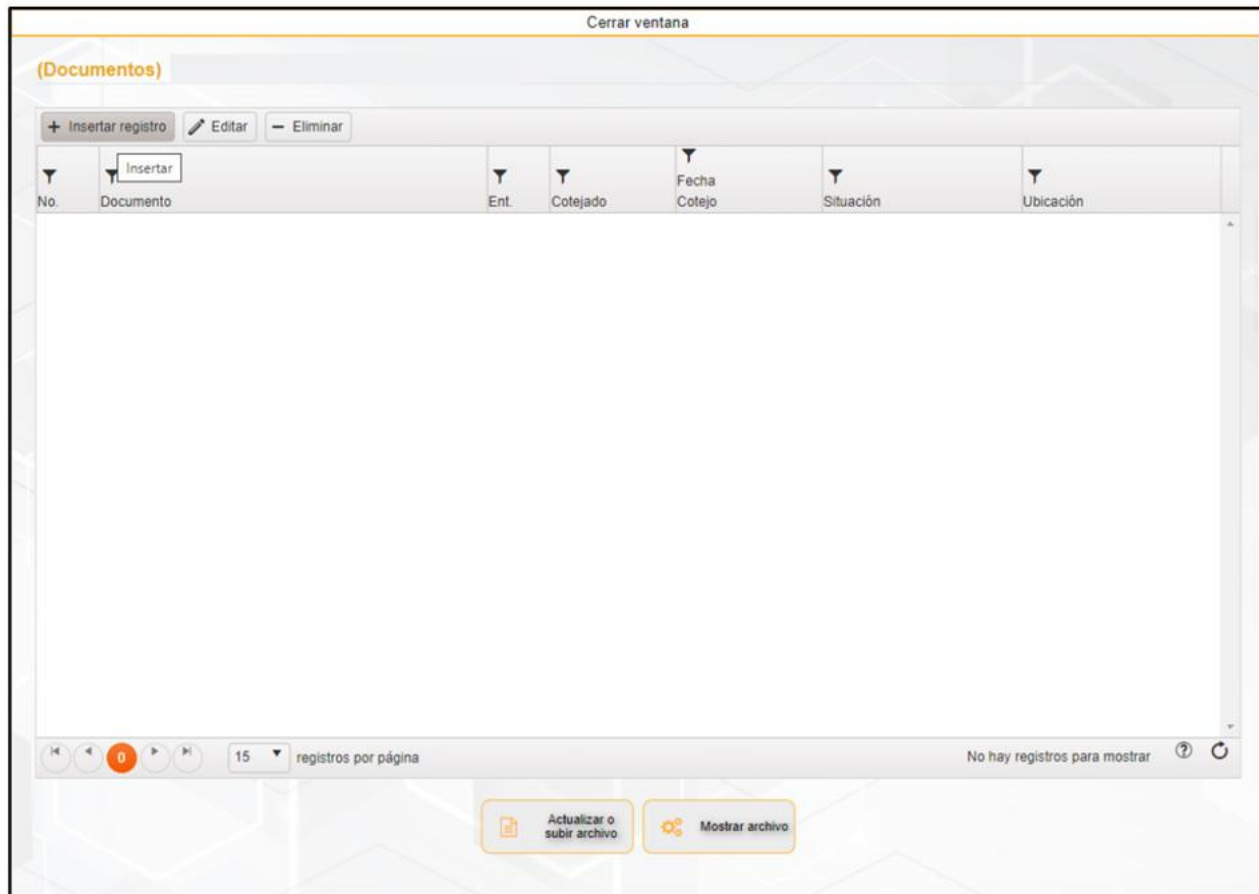 Cerrar ventana
(Documentos)
+ Insertar registro Editar − Eliminar
Insertar
No. Documento Ent. Cotejado Fecha Cotejo Situación Ubicación
0 15 registros por página No hay registros para mostrar
Actualizar o
subir archivo
Mostrar archivo